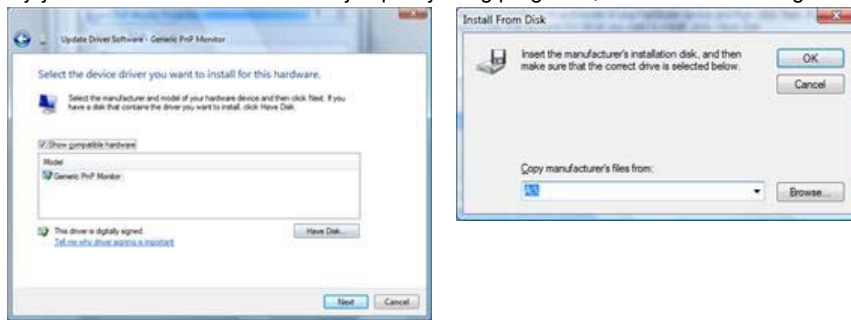 Update Driver Software - Generic PnP Monitor
Select the device driver you want to install for this hardware.
Select the manufacturer and model of your hardware device and then click Next. If you
have a disk that contains the driver you want to install, click Have Disk.
Show compatible hardware
Model
Generic PnP Monitor
This driver is digitally signed.
Tell me why driver signing is important
Have Disk...
Next
Cancel
Install From Disk
Insert the manufacturer's installation disk, and then
make sure that the correct drive is selected below.
OK
Cancel
Copy manufacturer's files from:
A:\
Browse...